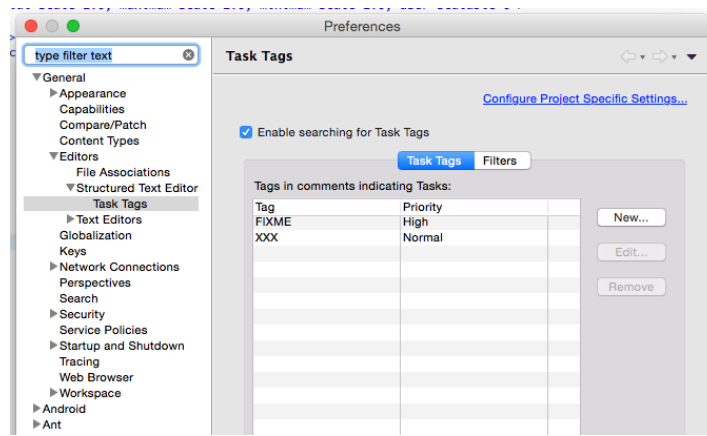 Preferences
type filter text
General
Appearance
Capabilities
Compare/Patch
Content Types
Editors
File Associations
Structured Text Editor
Task Tags
Text Editors
Globalization
Keys
Network Connections
Perspectives
Search
Security
Service Policies
Startup and Shutdown
Tracing
Web Browser
Workspace
Android
Ant
Task Tags
Configure Project Specific Settings...
Enable searching for Task Tags
Task Tags Filters
Tags in comments indicating Tasks:
Tag Priority
FIXME High
XXX Normal
New...
Edit...
Remove